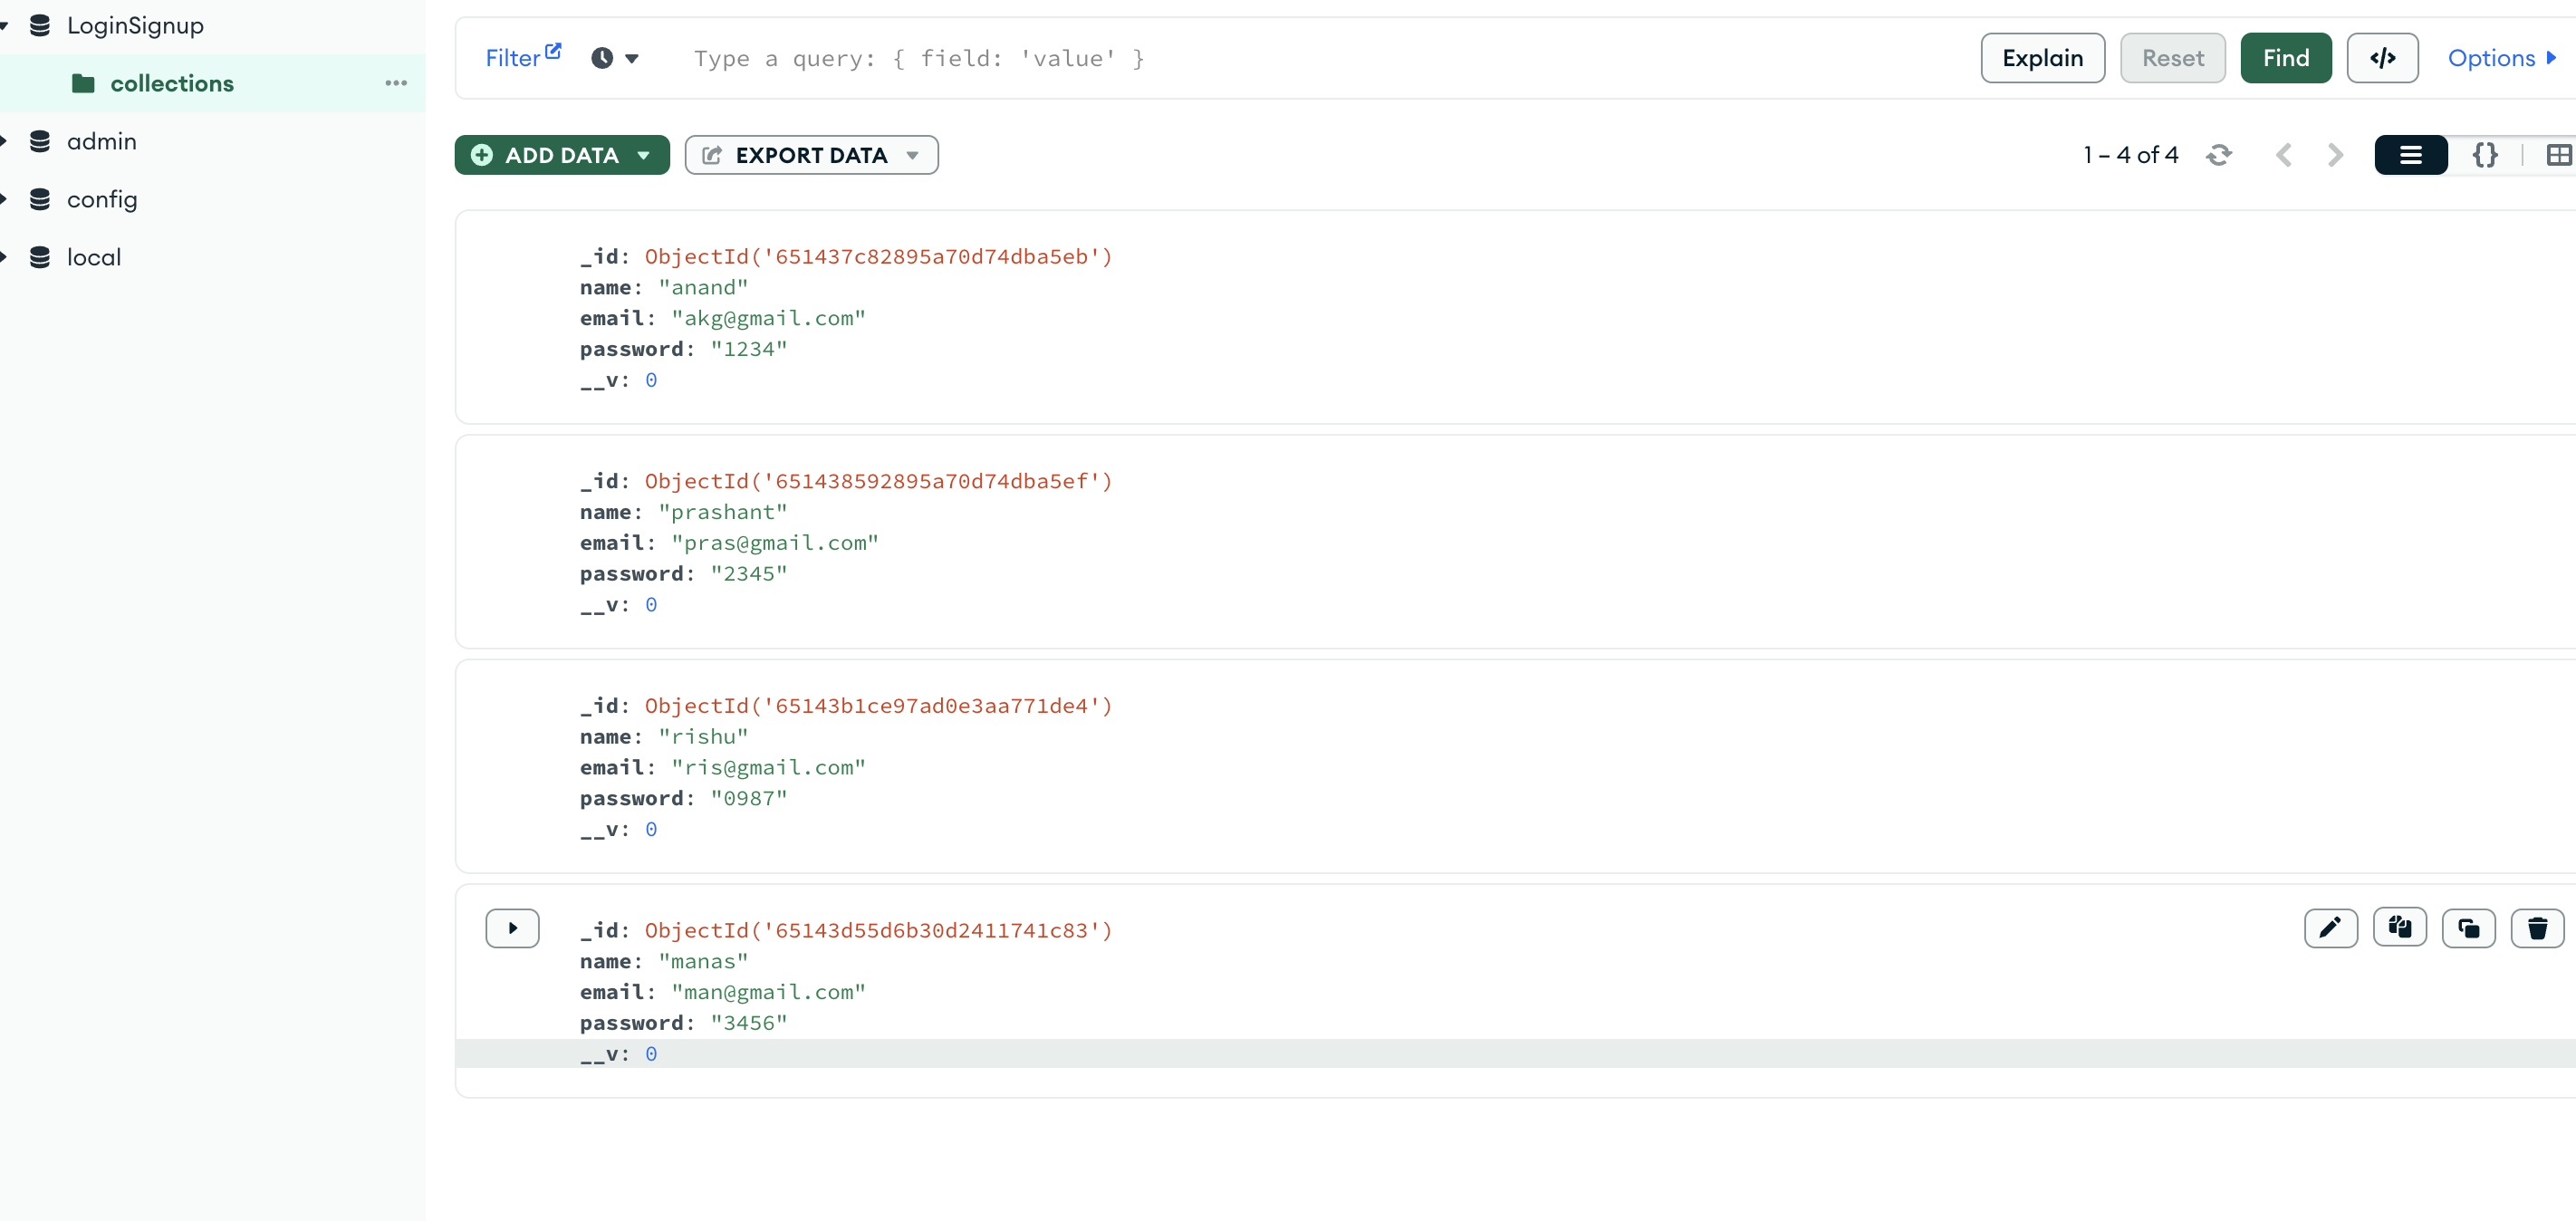 LoginSignup
collections
admin
config
local
Filter
Type a query: { field: 'value' }
Explain
Reset
Find
</>
Options
ADD DATA
EXPORT DATA
1 – 4 of 4
{}
_id: ObjectId('651437c82895a70d74dba5eb')
name: "anand"
email: "akg@gmail.com"
password: "1234"
__v: 0
_id: ObjectId('651438592895a70d74dba5ef')
name: "prashant"
email: "pras@gmail.com"
password: "2345"
__v: 0
_id: ObjectId('65143b1ce97ad0e3aa771de4')
name: "rishu"
email: "ris@gmail.com"
password: "0987"
__v: 0
_id: ObjectId('65143d55d6b30d2411741c83')
name: "manas"
email: "man@gmail.com"
password: "3456"
__v: 0